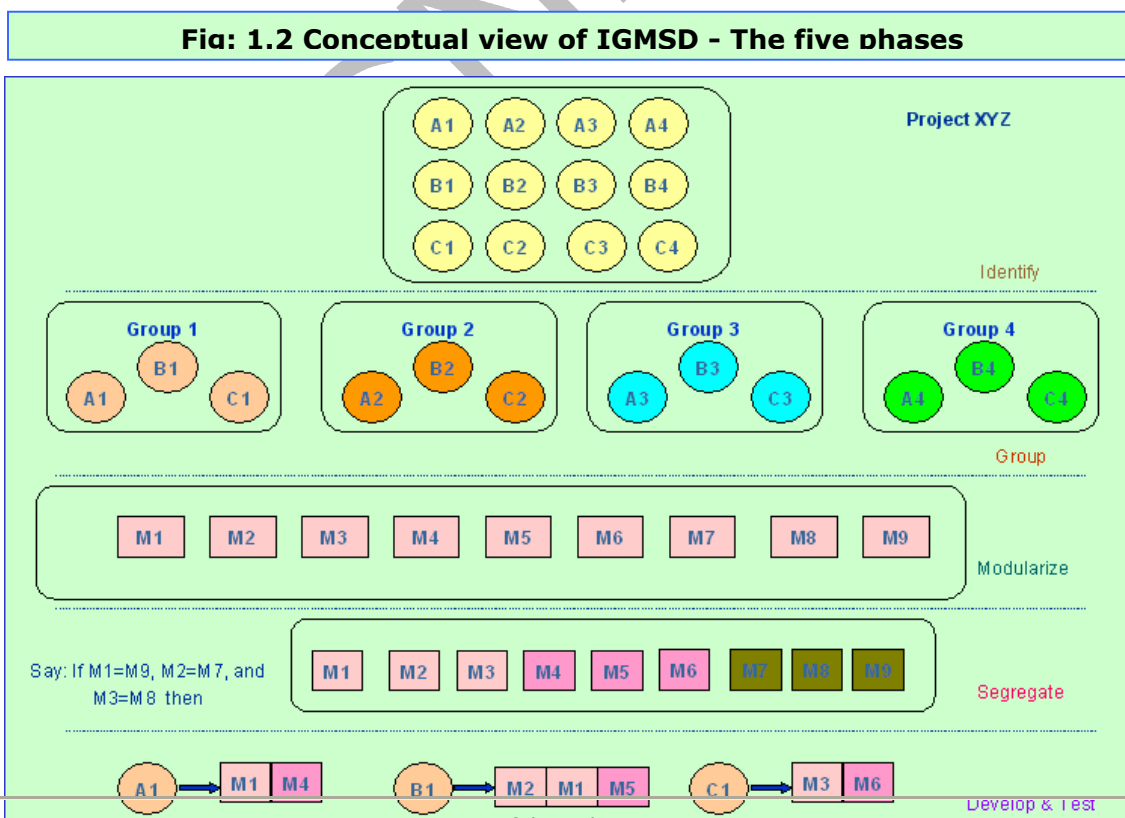 Fig: 1.2 Conceptual view of IGMSD - The five phases
Project XYZ
A1 A2 A3 A4
B1 B2 B3 B4
C1 C2 C3 C4
Identify
Group 1 Group 2 Group 3 Group 4
B1 B2 B3 B4
A1 C1 A2 C2 A3 C3 A4 C4
Group
M1 M2 M3 M4 M5 M6 M7 M8 M9
Modularize
Say: If M1=M9, M2=M7, and
M3=M8 then
M1 M2 M3 M4 M5 M6 M7 M8 M9
Segregate
A1 M1 M4 B1 M2 M1 M5 C1 M3 M6
Develop & Test